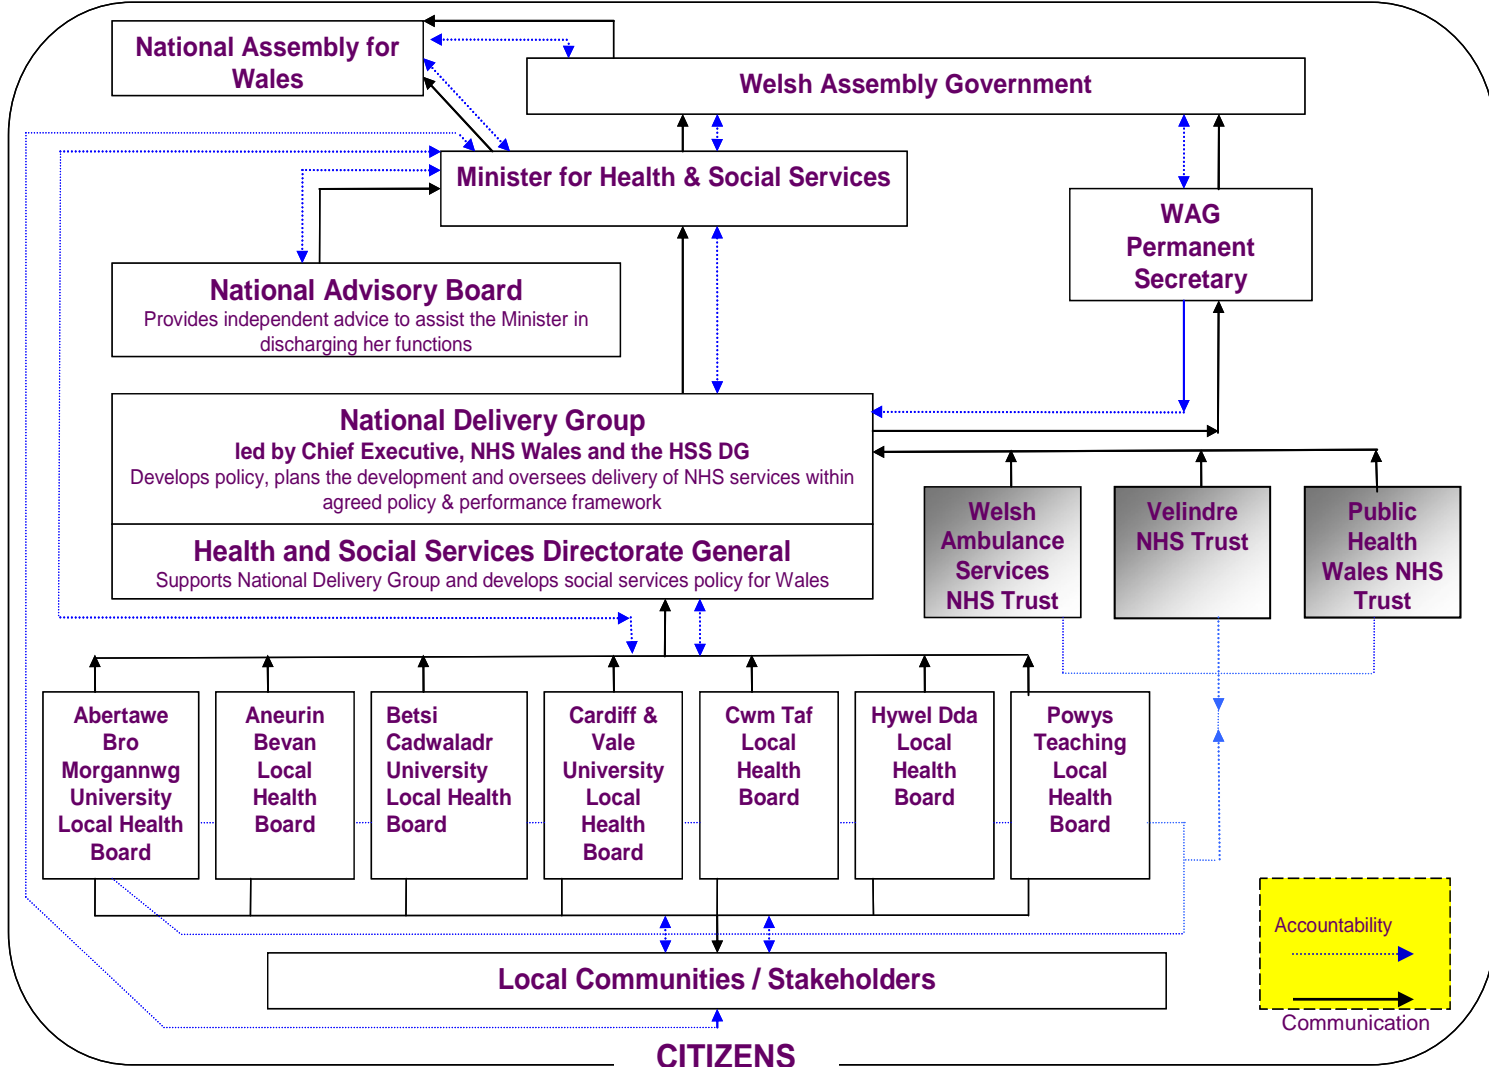 National Assembly for
Wales
Welsh Assembly Government
Minister for Health & Social Services
WAG
Permanent
Secretary
National Advisory Board
Provides independent advice to assist the Minister in
discharging her functions
National Delivery Group
led by Chief Executive, NHS Wales and the HSS DG
Develops policy, plans the development and oversees delivery of NHS services within
agreed policy & performance framework
Health and Social Services Directorate General
Supports National Delivery Group and develops social services policy for Wales
Welsh
Ambulance
Services
NHS Trust
Velindre
NHS Trust
Public
Health
Wales NHS
Trust
Abertawe
Bro
Morgannwg
University
Local Health
Board
Aneurin
Bevan
Local
Health
Board
Betsi
Cadwaladr
University
Local Health
Board
Cardiff &
Vale
University
Local
Health
Board
Cwm Taf
Local
Health
Board
Hywel Dda
Local
Health
Board
Powys
Teaching
Local
Health
Board
Accountability
Communication
Local Communities / Stakeholders
CITIZENS